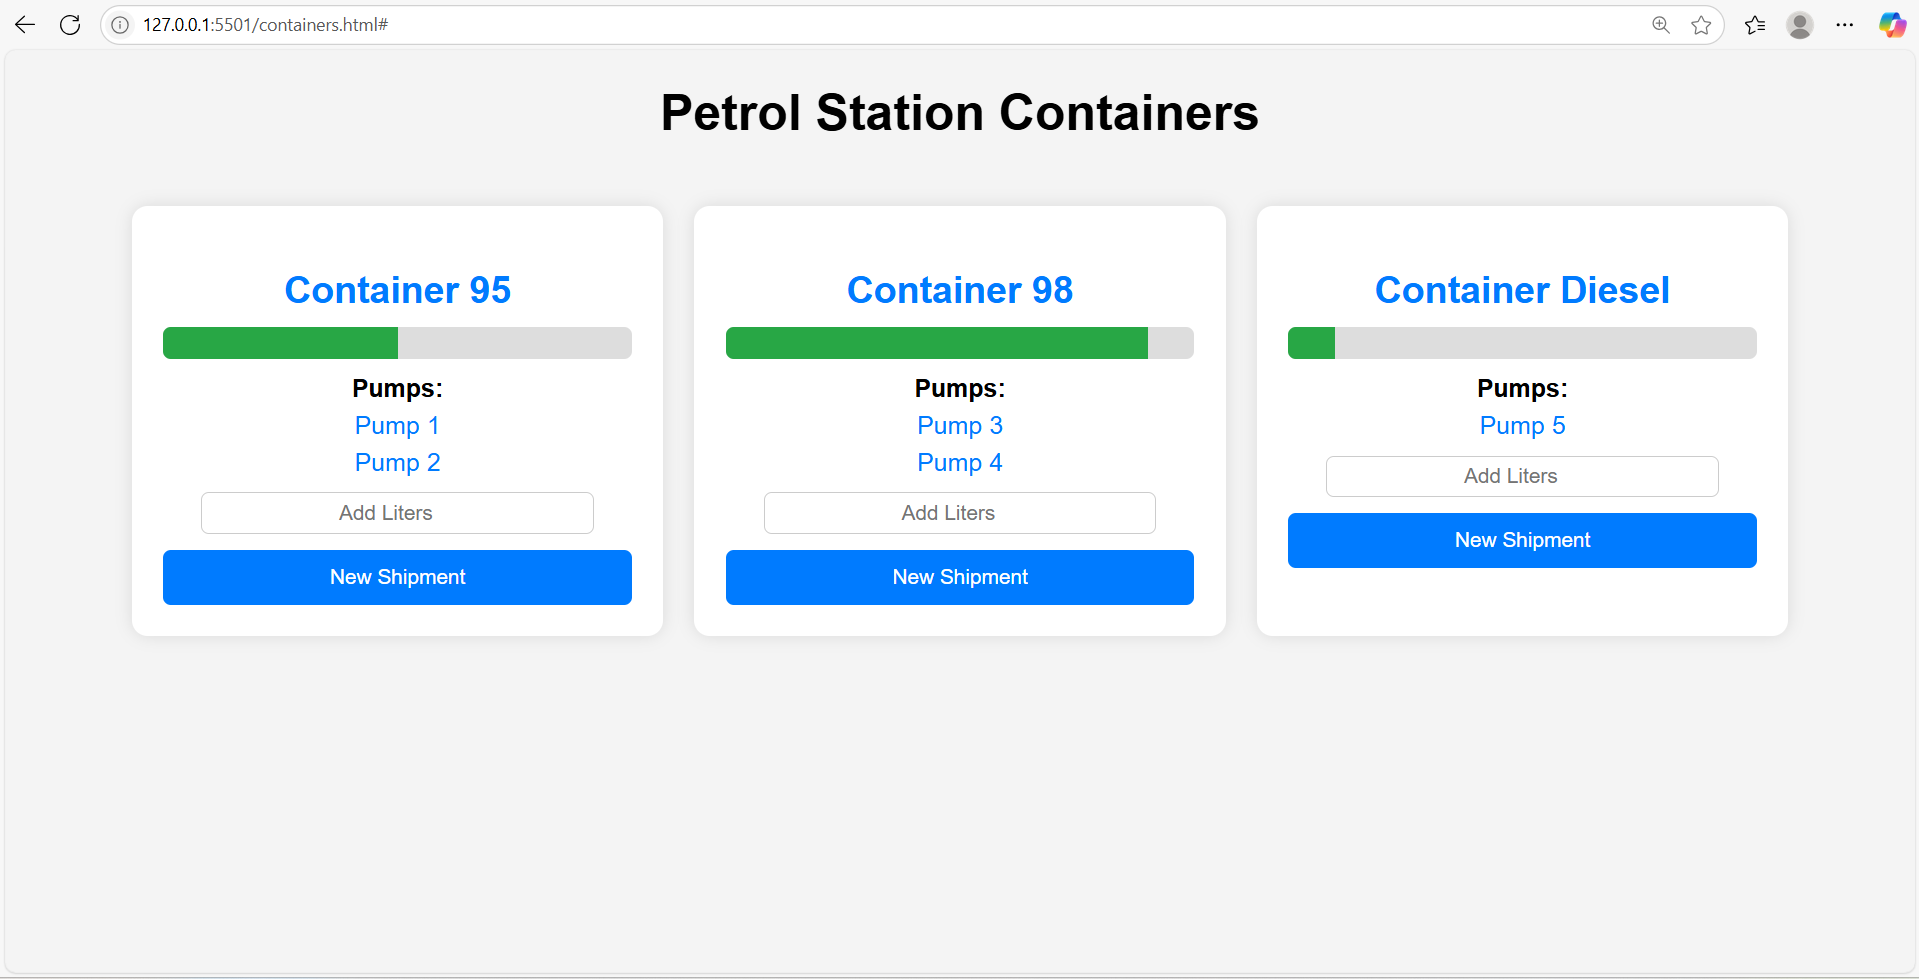 127.0.0.1:5501/containers.html#
Petrol Station Containers
Container 95
Pumps:
Pump 1
Pump 2
Add Liters
New Shipment
Container 98
Pumps:
Pump 3
Pump 4
Add Liters
New Shipment
Container Diesel
Pumps:
Pump 5
Add Liters
New Shipment